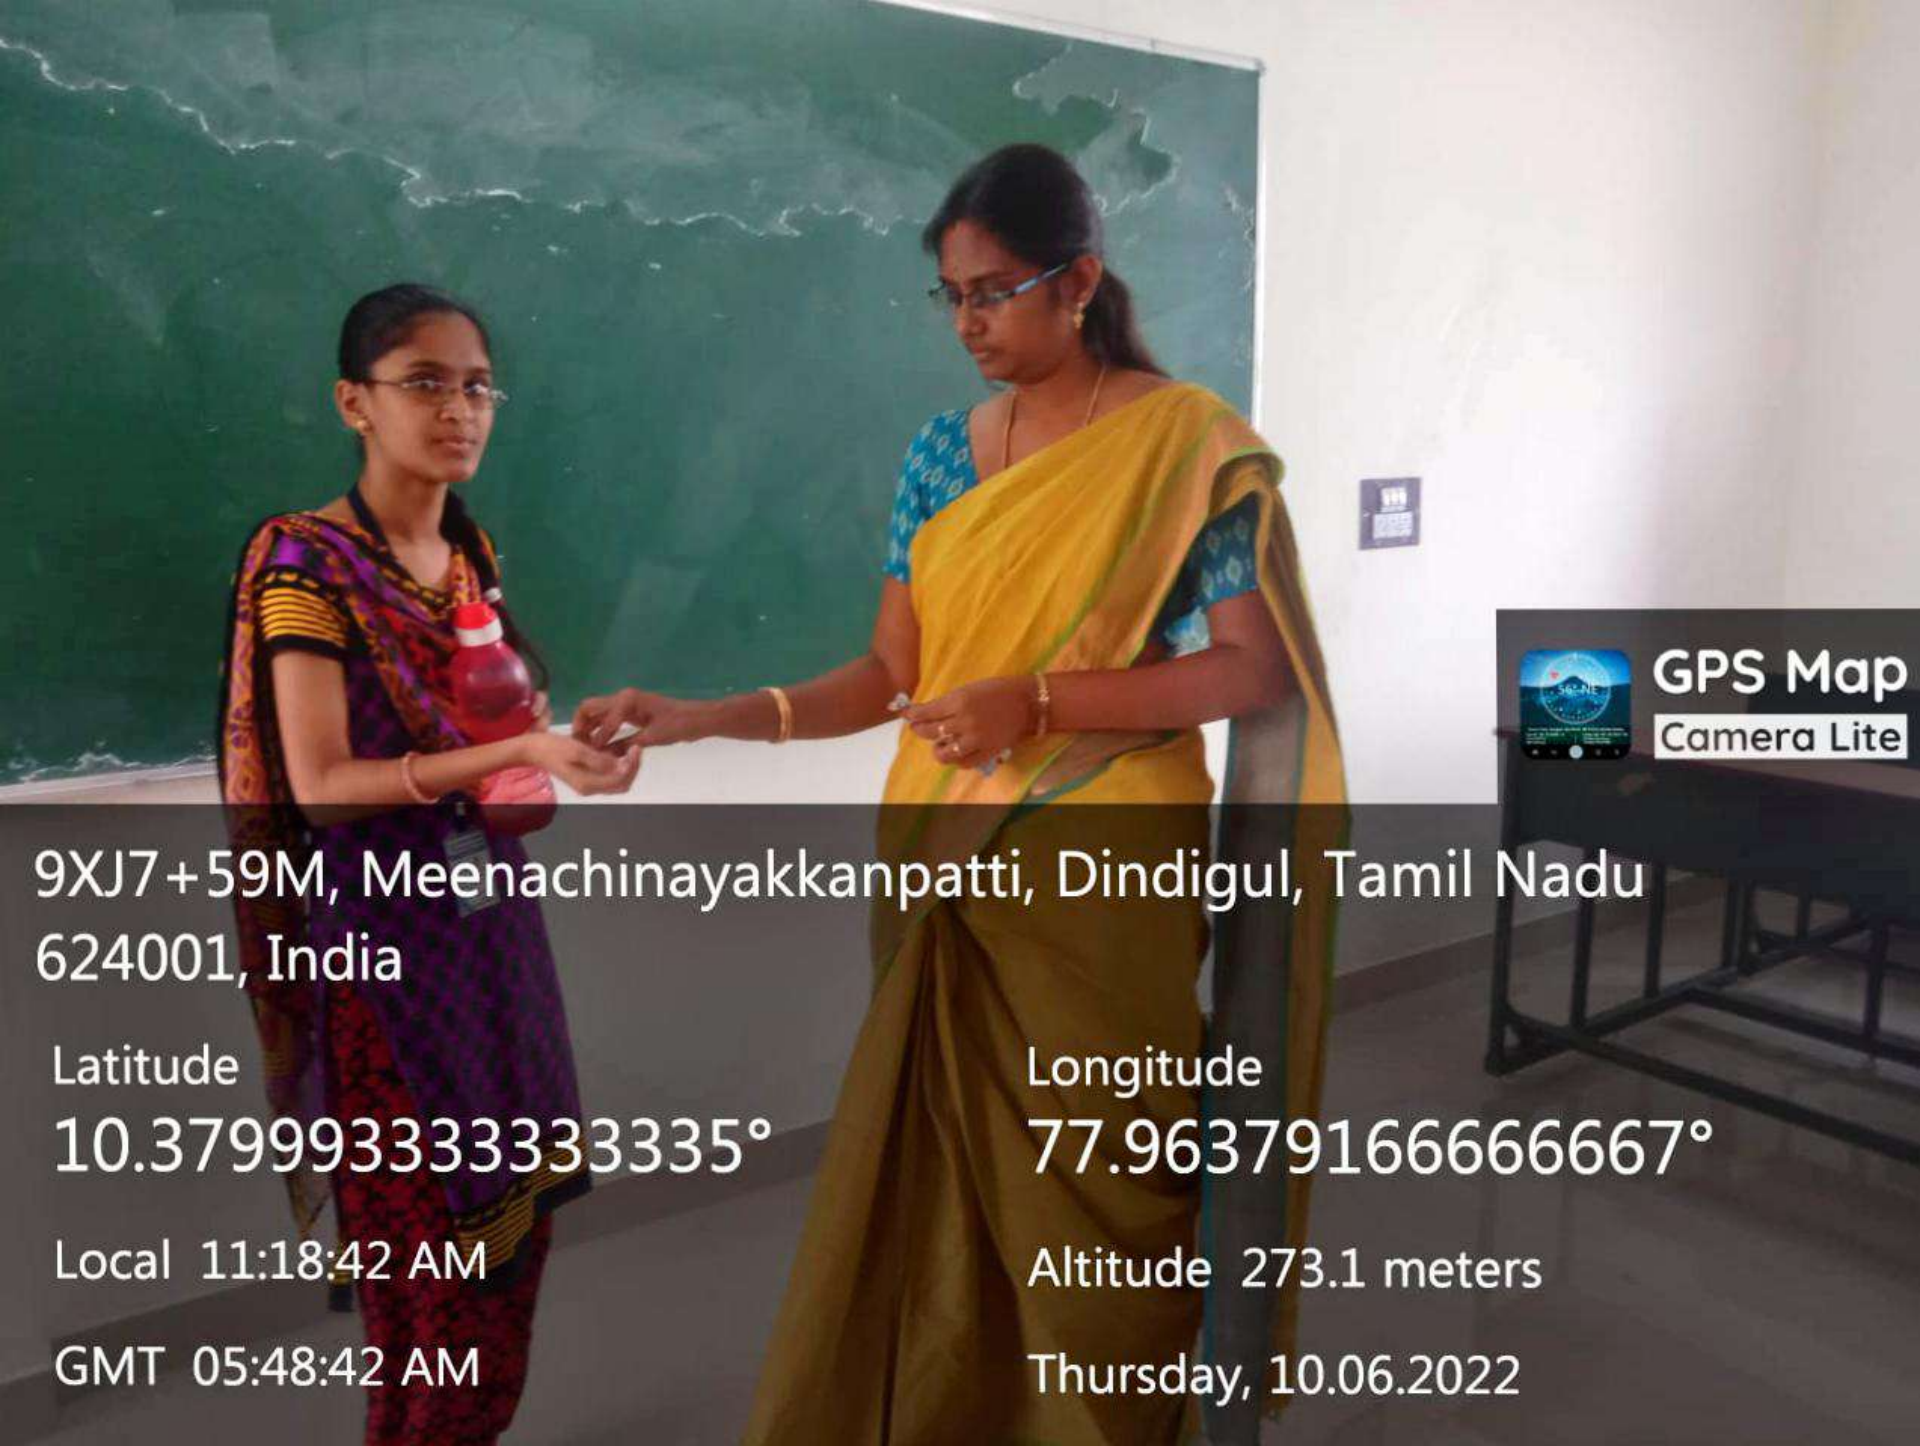 GPS Map
Camera Lite
9XJ7+59M, Meenachinayakkanpatti, Dindigul, Tamil Nadu
624001, India
Latitude
10.379993333333335°
Longitude
77.96379166666667°
Local 11:18:42 AM
Altitude 273.1 meters
GMT 05:48:42 AM
Thursday, 10.06.2022